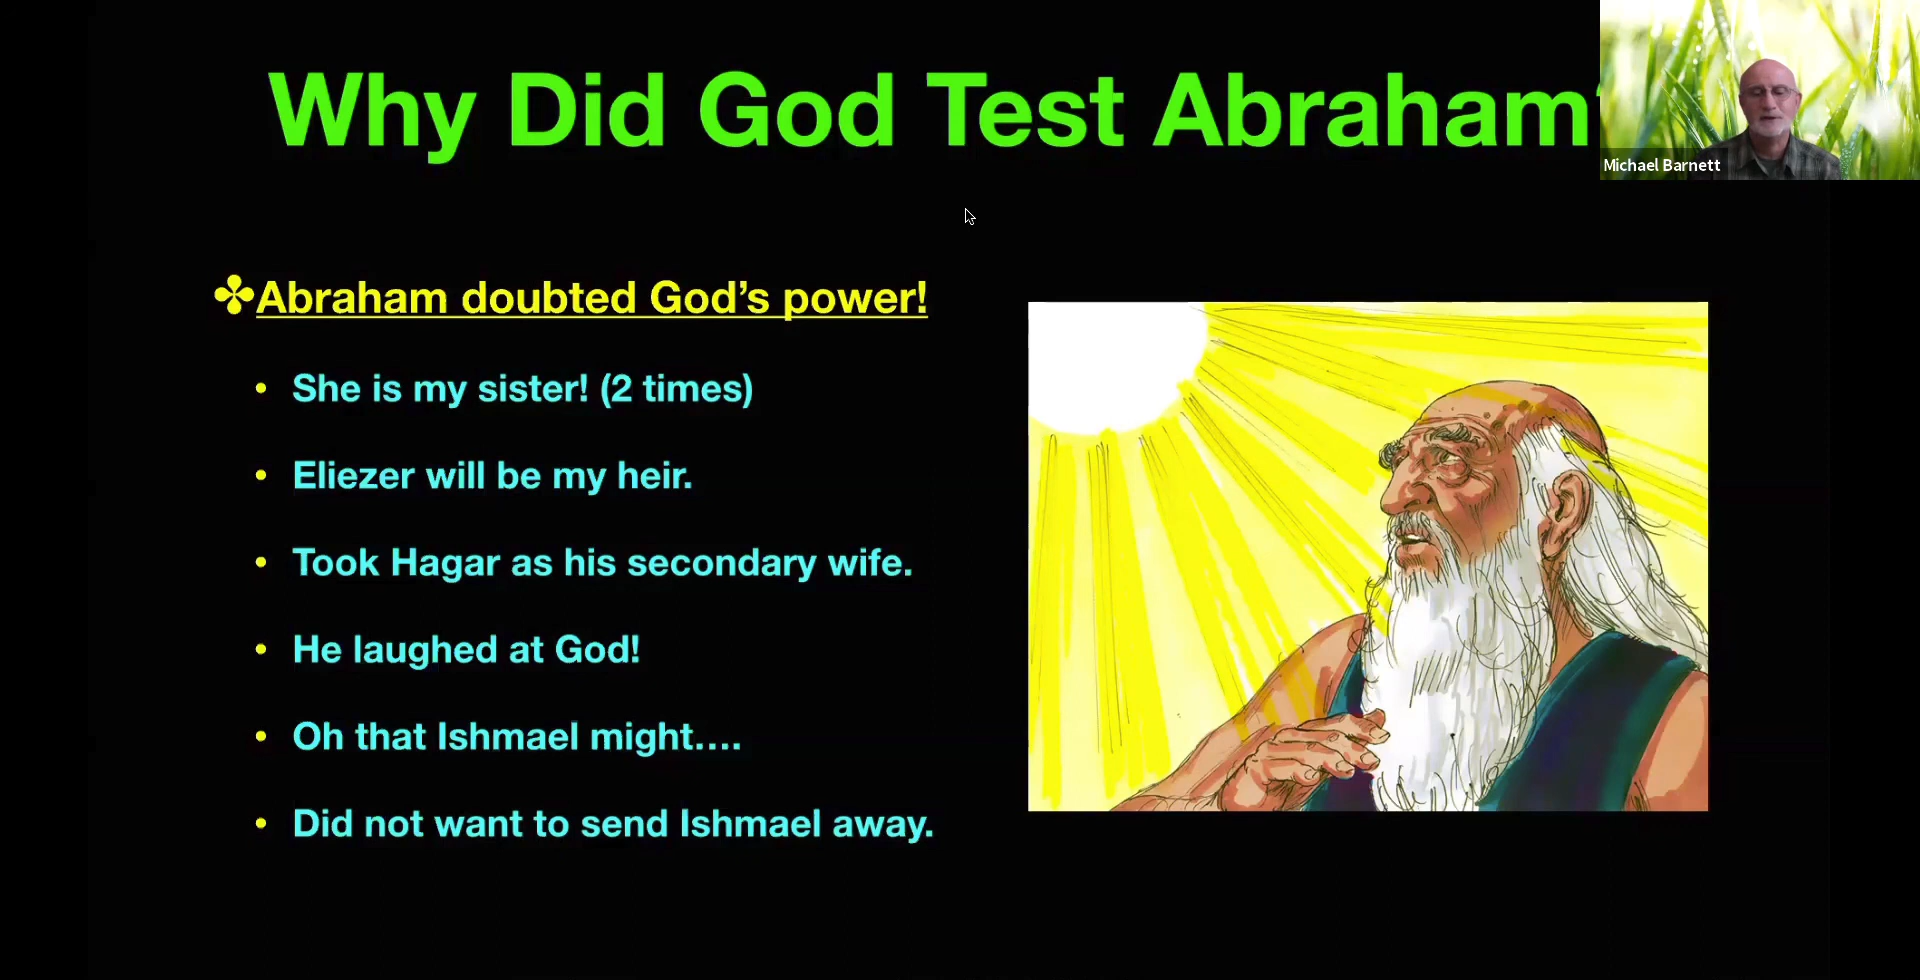 Why Did God Test Abraham?
Michael Barnett
✤Abraham doubted God’s power!
• She is my sister! (2 times)
• Eliezer will be my heir.
• Took Hagar as his secondary wife.
• He laughed at God!
• Oh that Ishmael might….
• Did not want to send Ishmael away.